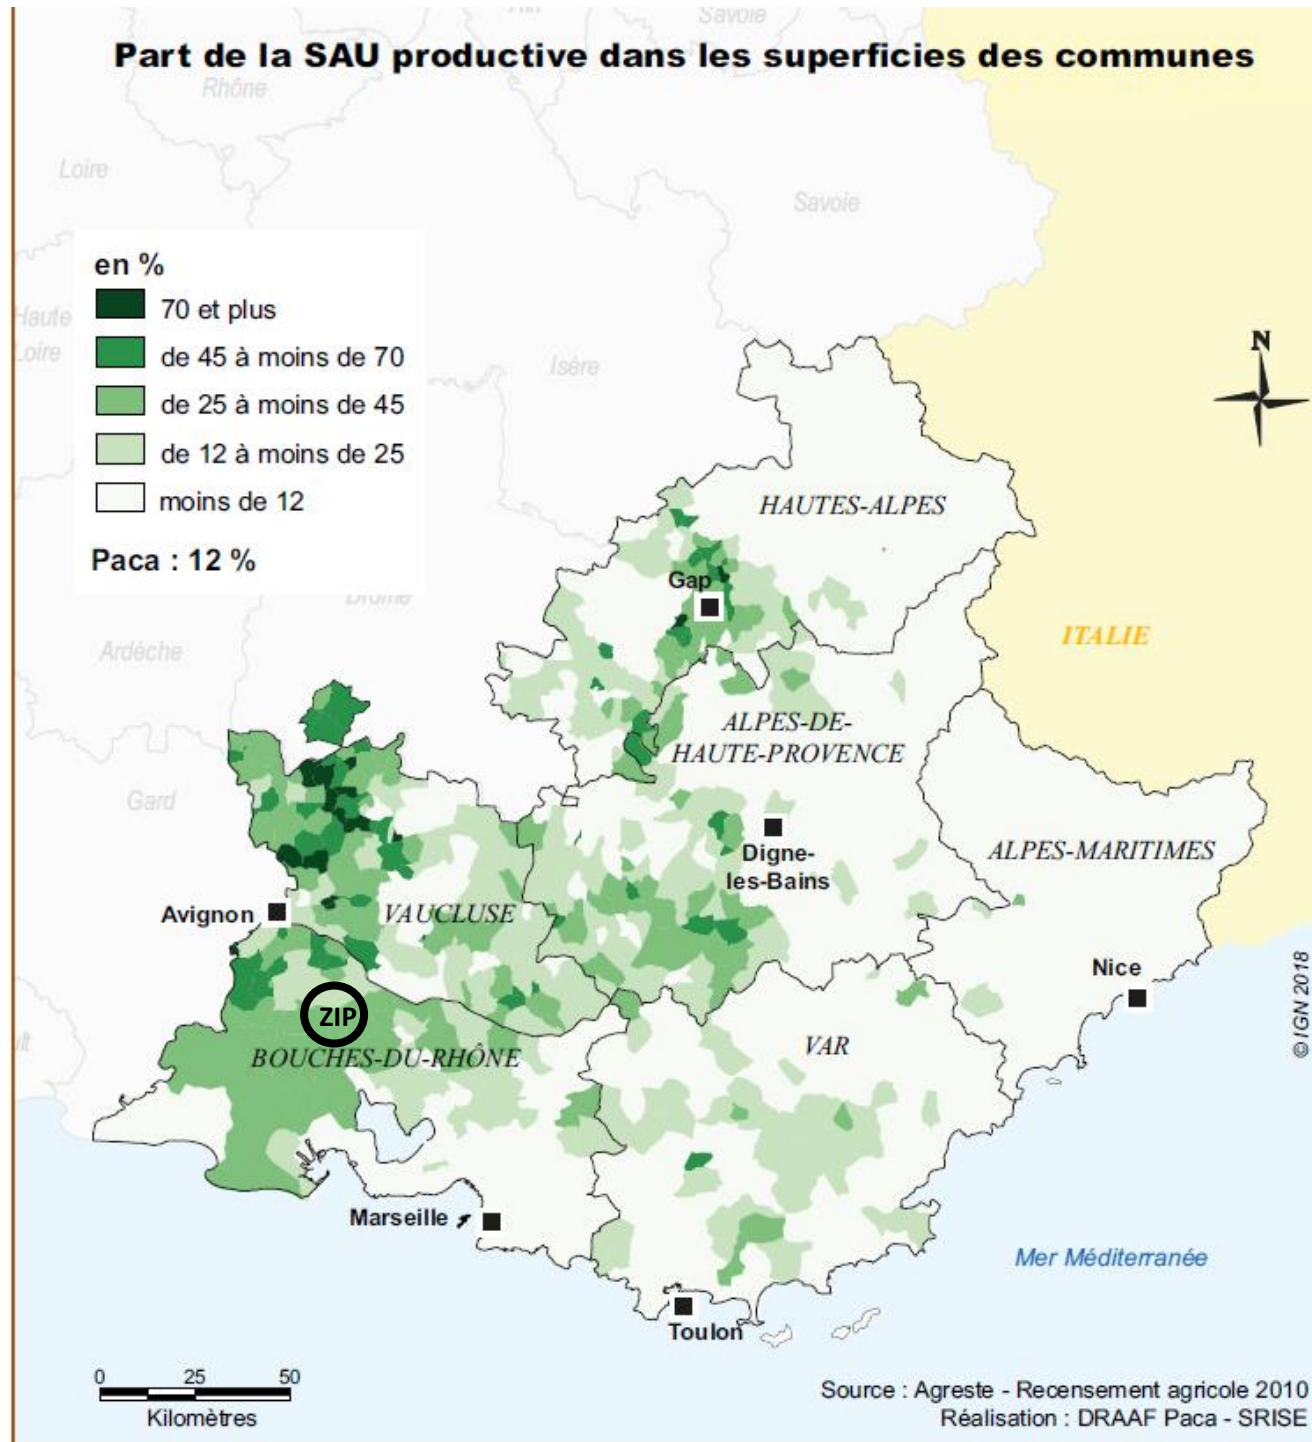 Ain
Savoie
Part de la SAU productive dans les superficies des communes
Rhône
Loire
Savoie
en %
70 et plus
de 45 à moins de 70
de 25 à moins de 45
de 12 à moins de 25
moins de 12
Paca : 12 %
Haute
Loire
Isère
N
HAUTES-ALPES
Gap
Drôme
Ardèche
ITALIE
ALPES-DE-
HAUTE-PROVENCE
Gard
ALPES-MARITIMES
Digne-
les-Bains
Avignon
VAUCLUSE
Nice
ZIP
BOUCHES-DU-RHÔNE
VAR
© IGN 2018
Marseille
Mer Méditerranée
Toulon
0 25 50
Kilomètres
Source : Agreste - Recensement agricole 2010
Réalisation : DRAAF Paca - SRISE